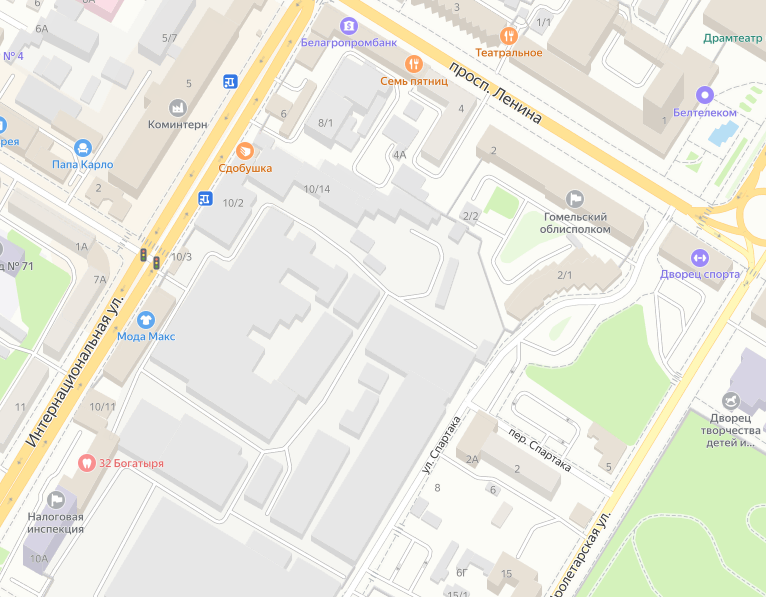 3
1/1
6А
6А
5/7
Белагропромбанк
Театральное
Драмтеатр
№ 4
Семь пятниц
просп. Ленина
5
6
8/1
4
1
Белтелеком
Коминтерн
Папа Карло
Сдобушка
4А
2
2
10/14
10/2
2/2
Гомельский
облисполком
1А
10/3
№ 71
7А
2/1
Дворец спорта
Мода Макс
Интернациональная ул.
11
10/11
ул. Спартака
пер. Спартака
Дворец
творчества
детей и...
32 Богатыря
2А
2
5
8
6
Налоговая
инспекция
10А
6Г
15
15/1